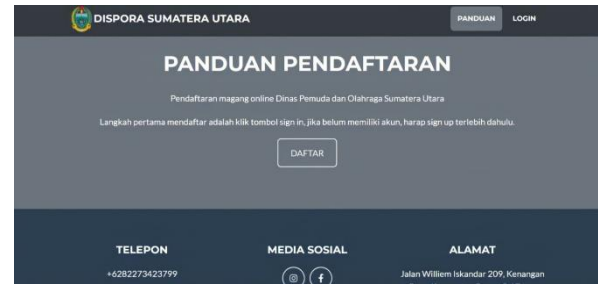 DISPORA SUMATERA UTARA
PANDUAN
LOGIN
PANDUAN PENDAFTARAN
Pendaftaran magang online Dinas Pemuda dan Olahraga Sumatera Utara
Langkah pertama mendaftar adalah klik tombol sign in, jika belum memiliki akun, harap sign up terlebih dahulu.
DAFTAR
TELEPON
+6282273423799
MEDIA SOSIAL
ALAMAT
Jalan Williem Iskandar 209, Kenangan